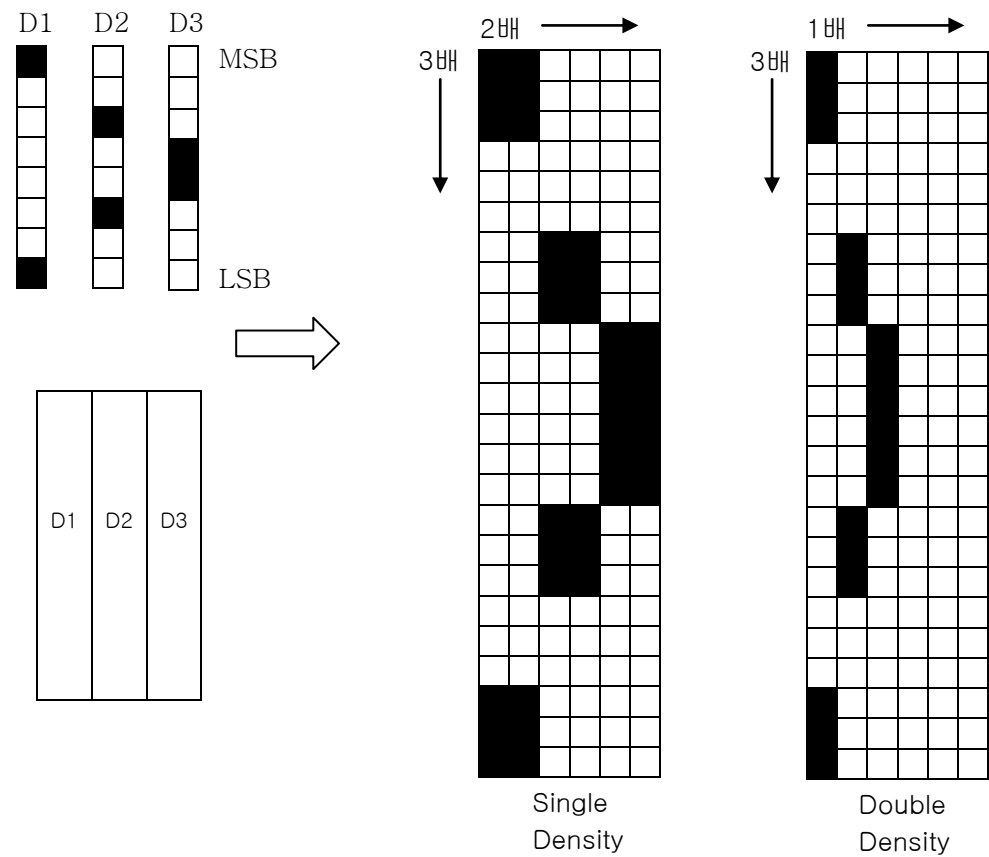 D1 D2 D3
MSB
LSB
D1 D2 D3
2배
3배
Single
Density
1배
3배
Double
Density